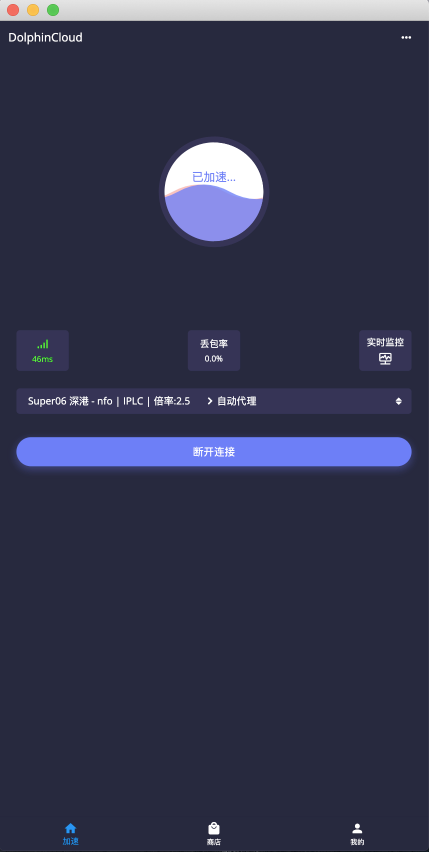 DolphinCloud
已加速...
46ms
丢包率
0.0%
实时监控
Super06 深港 - nfo | IPLC | 倍率:2.5
自动代理
断开连接
加速
商店
我的